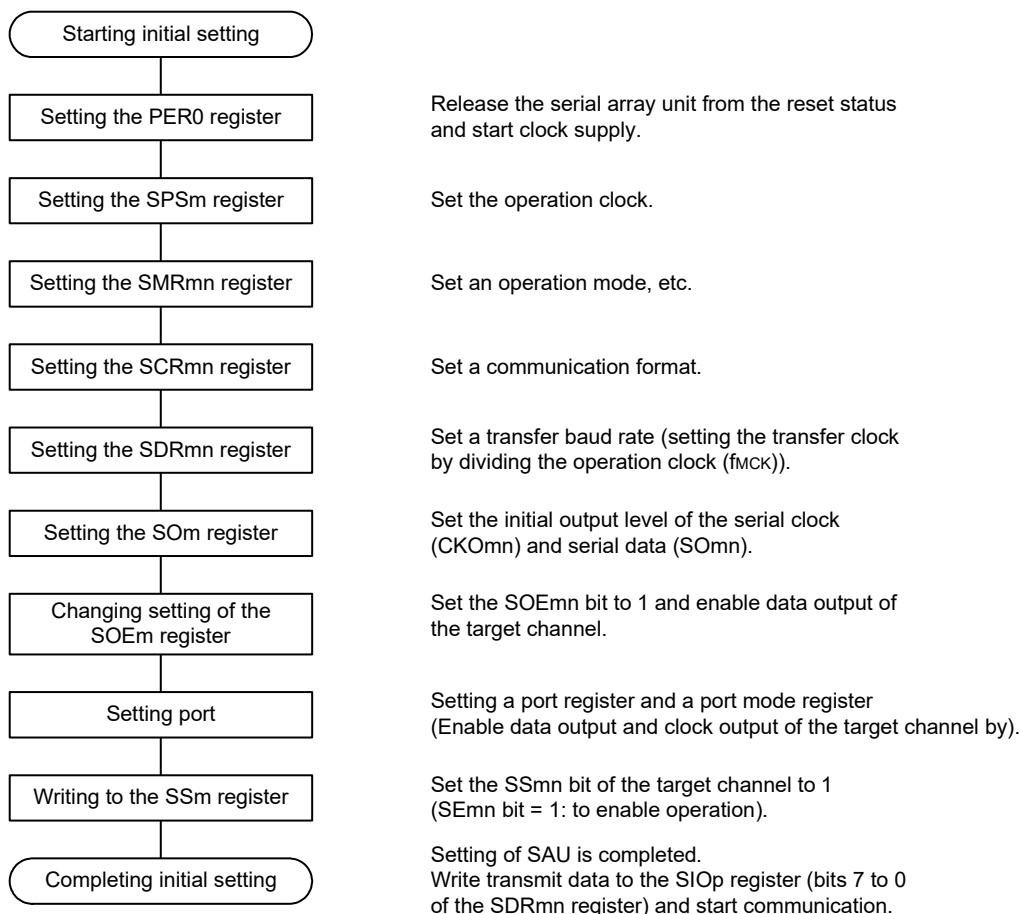 Starting initial setting
Setting the PER0 register
Release the serial array unit from the reset status
and start clock supply.
Setting the SPSm register
Set the operation clock.
Setting the SMRmn register
Set an operation mode, etc.
Setting the SCRmn register
Set a communication format.
Setting the SDRmn register
Set a transfer baud rate (setting the transfer clock
by dividing the operation clock (fMCK)).
Setting the SOm register
Set the initial output level of the serial clock
(CKOmn) and serial data (SOmn).
Changing setting of the
SOEm register
Set the SOEmn bit to 1 and enable data output of
the target channel.
Setting port
Setting a port register and a port mode register
(Enable data output and clock output of the target channel by).
Writing to the SSm register
Set the SSmn bit of the target channel to 1
(SEmn bit = 1: to enable operation).
Completing initial setting
Setting of SAU is completed.
Write transmit data to the SIOp register (bits 7 to 0
of the SDRmn register) and start communication.